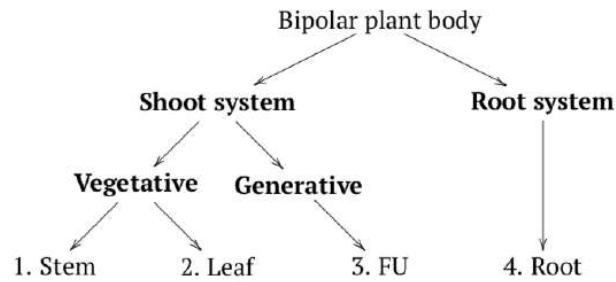 Bipolar plant body
Shoot system Root system
Vegetative Generative
1. Stem 2. Leaf 3. FU 4. Root